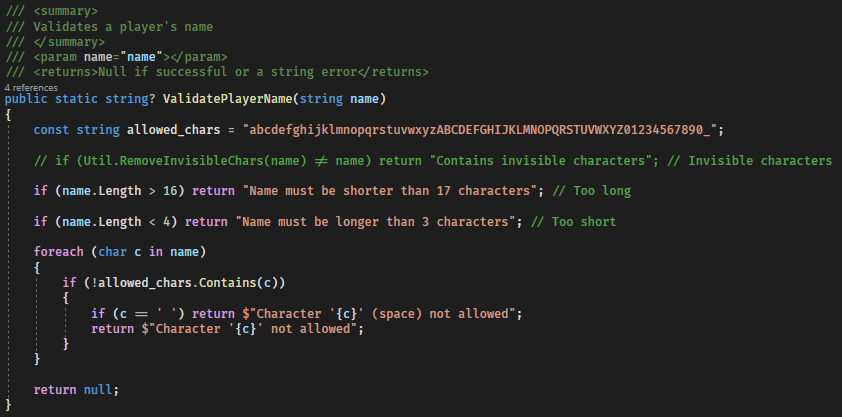 /// <summary>
/// Validates a player's name
/// </summary>
/// <param name="name"></param>
/// <returns>Null if successful or a string error</returns>
4 references
public static string? ValidatePlayerName(string name)
{
    const string allowed_chars = "abcdefghijklmnopqrstuvwxyzABCDEFGHIJKLMNOPQRSTUVWXYZ01234567890_";
    // if (Util.RemoveInvisibleChars(name) != name) return "Contains invisible characters"; // Invisible characters
    if (name.Length > 16) return "Name must be shorter than 17 characters"; // Too long
    if (name.Length < 4) return "Name must be longer than 3 characters"; // Too short
    foreach (char c in name)
    {
        if (!allowed_chars.Contains(c))
        {
            if (c == ' ') return $"Character '{c}' (space) not allowed";
            return $"Character '{c}' not allowed";
        }
    }
    return null;
}